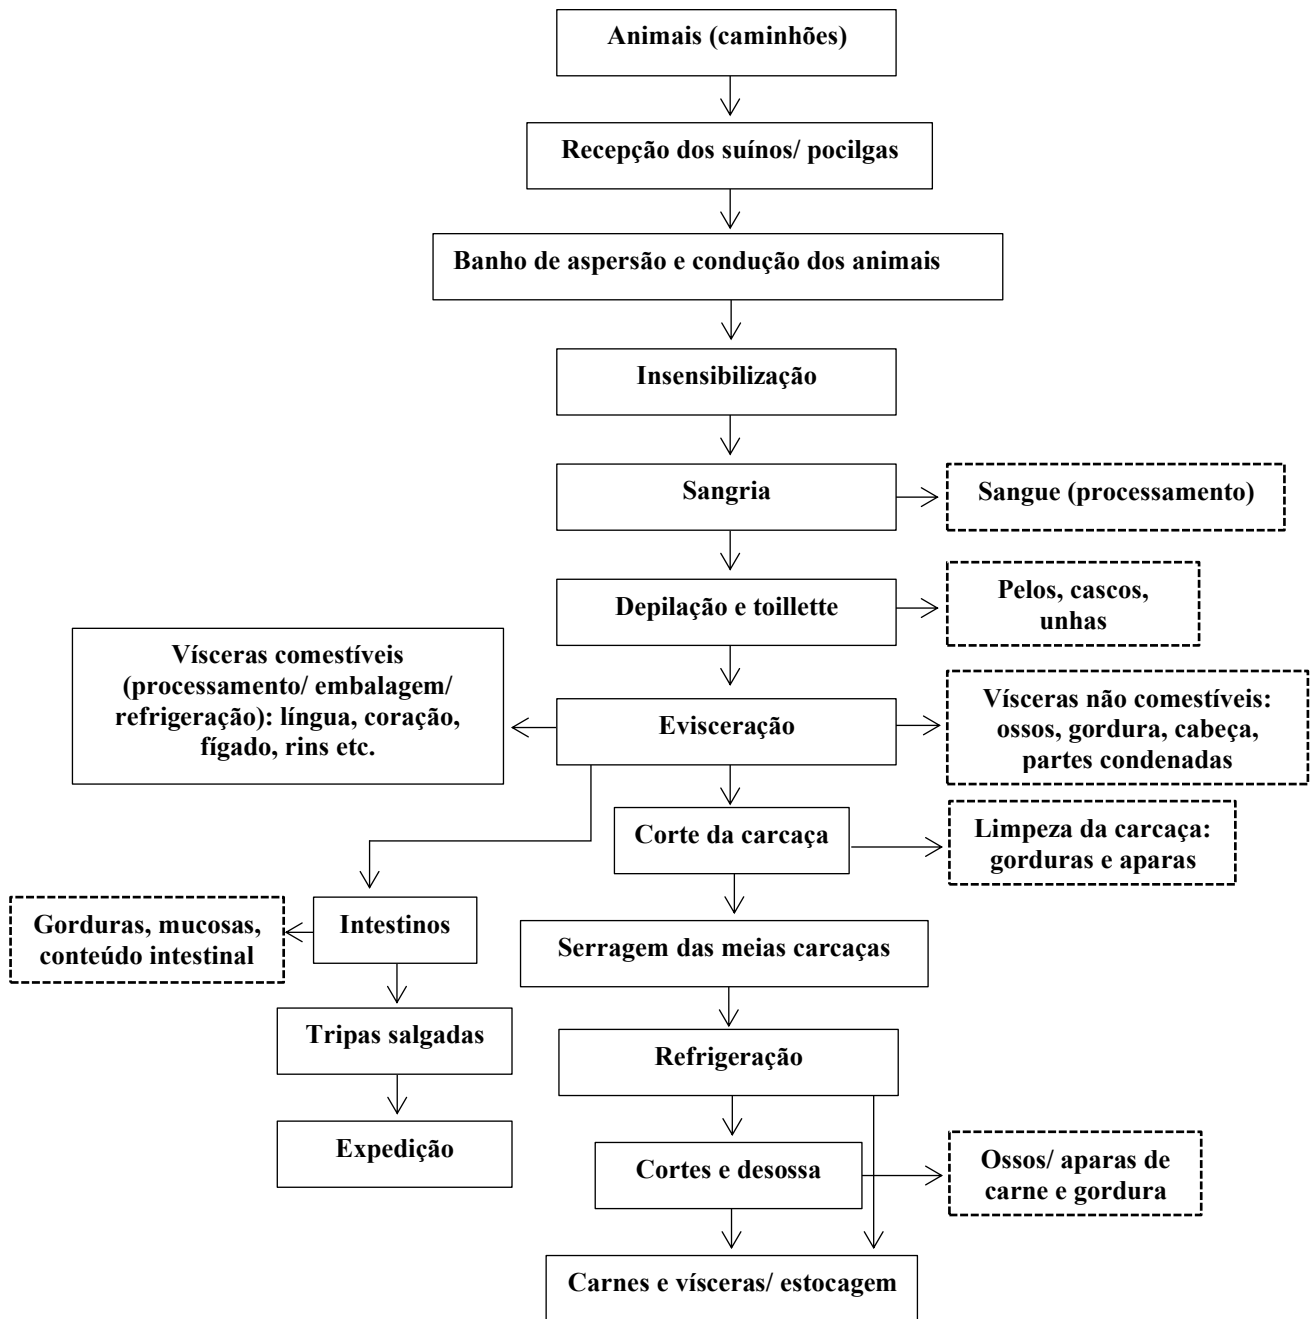 Animais (caminhões)
Recepção dos suínos/ pocilgas
Banho de aspersão e condução dos animais
Insensibilização
Sangria
Sangue (processamento)
Depilação e toillette
Pelos, cascos,
unhas
Vísceras comestíveis
(processamento/ embalagem/
refrigeração): língua, coração,
fígado, rins etc.
Evisceração
Vísceras não comestíveis:
ossos, gordura, cabeça,
partes condenadas
Corte da carcaça
Limpeza da carcaça:
gorduras e aparas
Gorduras, mucosas,
conteúdo intestinal
Intestinos
Serragem das meias carcaças
Tripas salgadas
Refrigeração
Expedição
Cortes e desossa
Ossos/ aparas de
carne e gordura
Carnes e vísceras/ estocagem